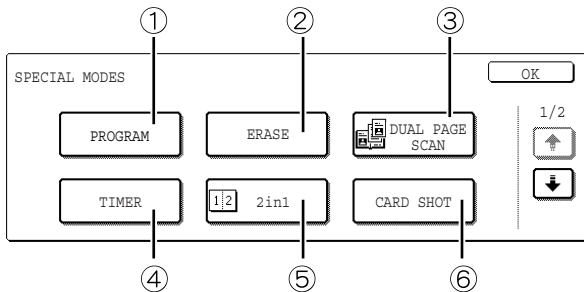 ① ② ③
SPECIAL MODES
OK
1/2
PROGRAM
ERASE
DUAL PAGE
SCAN
TIMER
1 2 2in1
CARD SHOT
④ ⑤ ⑥